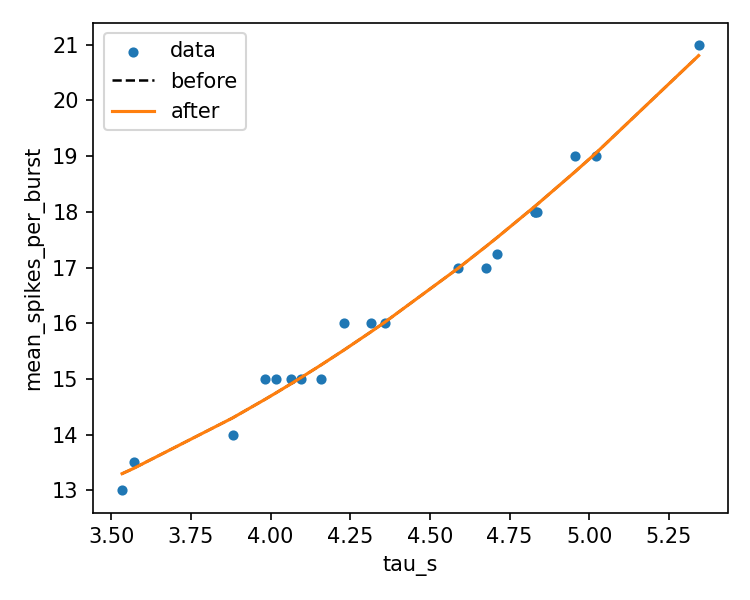 data
before
after
21
20
19
18
17
16
15
14
13
mean_spikes_per_burst
3.50 3.75 4.00 4.25 4.50 4.75 5.00 5.25
tau_s